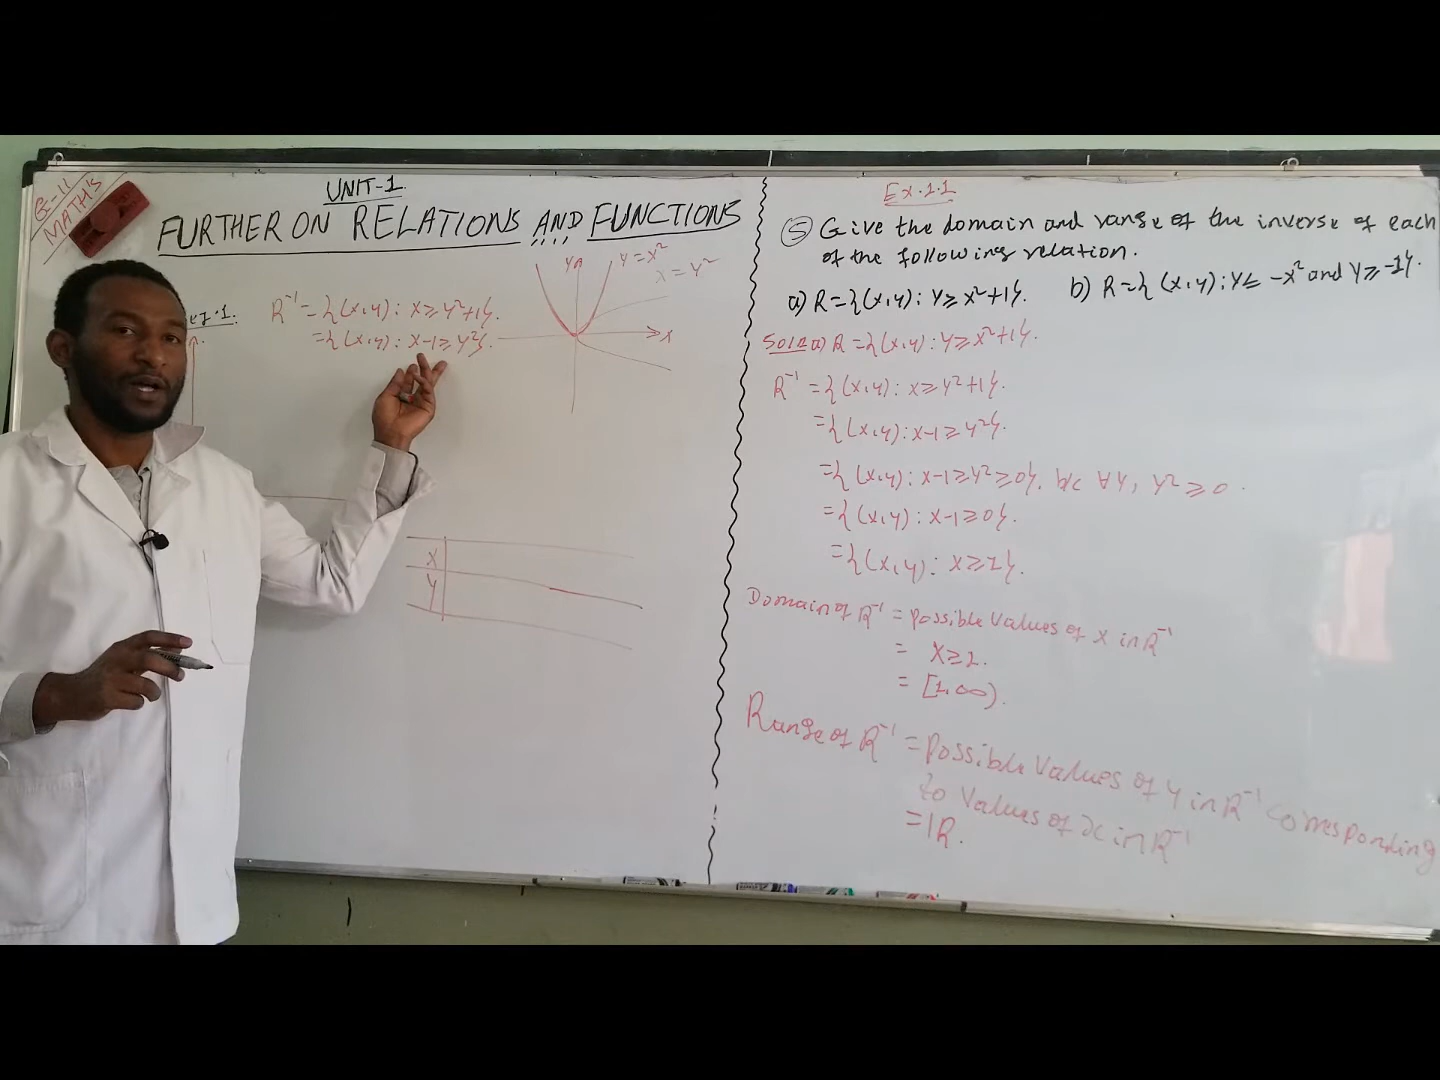 G-11
MATHS
UNIT-1
FURTHER ON RELATIONS AND FUNCTIONS
R⁻¹ = {(x,y): x ≥ y²+1}.
= {(x,y): x-1 ≥ y²}.
y
y = x²
x = y²
x
x
y
Ex.1.1
5 Give the domain and range of the inverse of each
of the following relation.
a) R = {(x,y): y ≥ x²+1}. b) R = {(x,y); y ≤ -x² and y ≥ -1}.
Soln a) R = {(x,y): y ≥ x²+1}.
R⁻¹ = {(x,y): x ≥ y²+1}.
= {(x,y): x-1 ≥ y²}.
= {(x,y): x-1 ≥ y² ≥ 0}. b/c ∀y, y² ≥ 0.
= {(x,y): x-1 ≥ 0}.
= {(x,y): x ≥ 1}.
Domain of R⁻¹ = possible values of x in R⁻¹
= x ≥ 1.
= [1,∞).
Range of R⁻¹ = possible values of y in R⁻¹ corresponding
to values of x in R⁻¹
= IR.